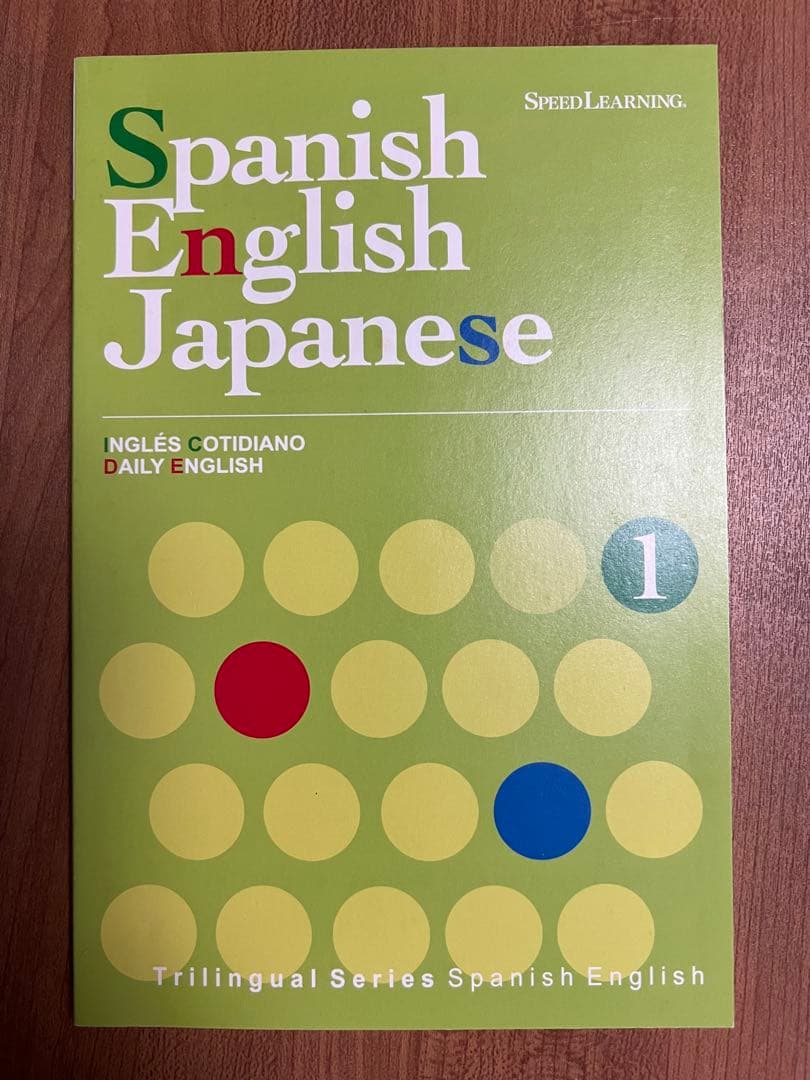 SPEEDLEARNING®
Spanish
English
Japanese
INGLÉS COTIDIANO
DAILY ENGLISH
1
Trilingual Series Spanish English